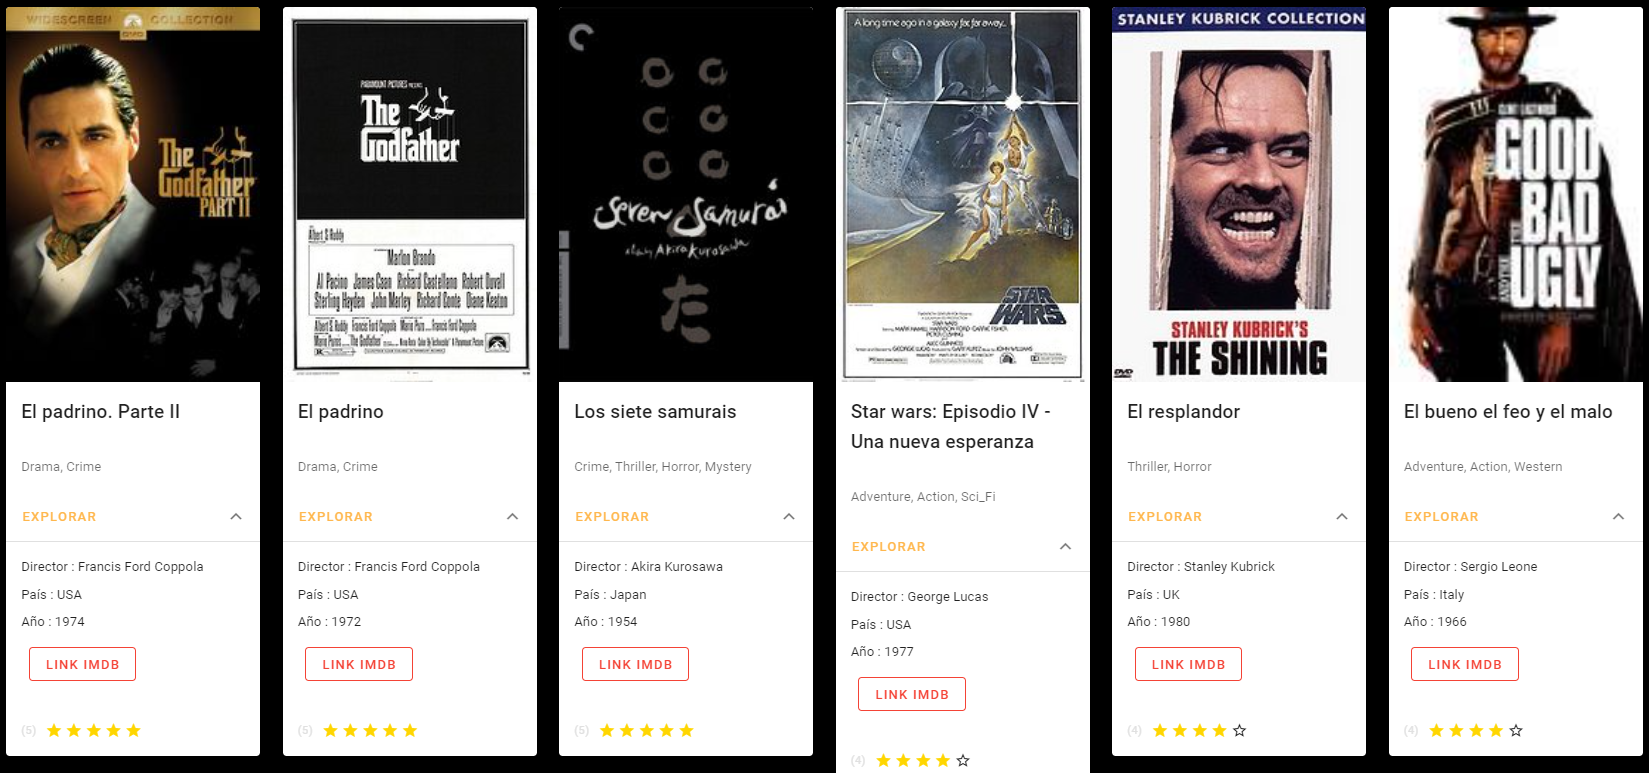 WIDESCREEN COLLECTION
DVD
The
Godfather
PART II
El padrino. Parte II
Drama, Crime
EXPLORAR
Director : Francis Ford Coppola
País : USA
Año : 1974
LINK IMDB
(5)
PARAMOUNT PICTURES PRESENTS
The
Godfather
Albert S. Ruddy
Marlon Brando
Al Pacino James Caan Richard Castellano Robert Duvall
Sterling Hayden John Marley Richard Conte Diane Keaton
El padrino
Drama, Crime
EXPLORAR
Director : Francis Ford Coppola
País : USA
Año : 1972
LINK IMDB
(5)
Seven Samurai
Akira Kurosawa
た
Los siete samurais
Crime, Thriller, Horror, Mystery
EXPLORAR
Director : Akira Kurosawa
País : Japan
Año : 1954
LINK IMDB
(5)
A long time ago in a galaxy far, far away...
STAR
WARS
Star wars: Episodio IV -
Una nueva esperanza
Adventure, Action, Sci_Fi
EXPLORAR
Director : George Lucas
País : USA
Año : 1977
LINK IMDB
(4)
STANLEY KUBRICK COLLECTION
STANLEY KUBRICK'S
THE SHINING
DVD
El resplandor
Thriller, Horror
EXPLORAR
Director : Stanley Kubrick
País : UK
Año : 1980
LINK IMDB
(4)
GOOD
BAD
UGLY
El bueno el feo y el malo
Adventure, Action, Western
EXPLORAR
Director : Sergio Leone
País : Italy
Año : 1966
LINK IMDB
(4)